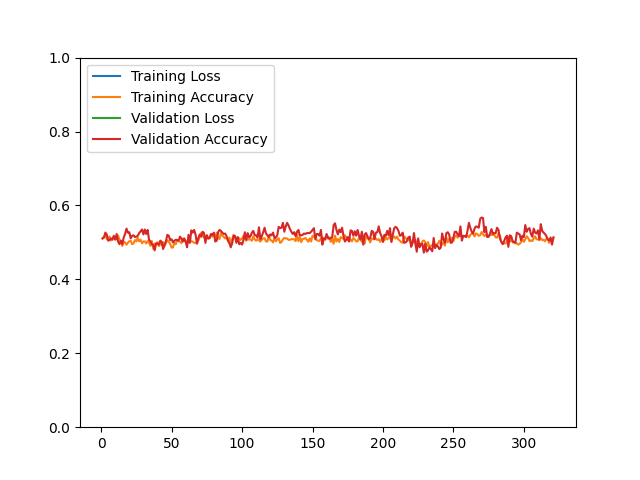 1.0
0.8
0.6
0.4
0.2
0.0
Training Loss
Training Accuracy
Validation Loss
Validation Accuracy
0 50 100 150 200 250 300